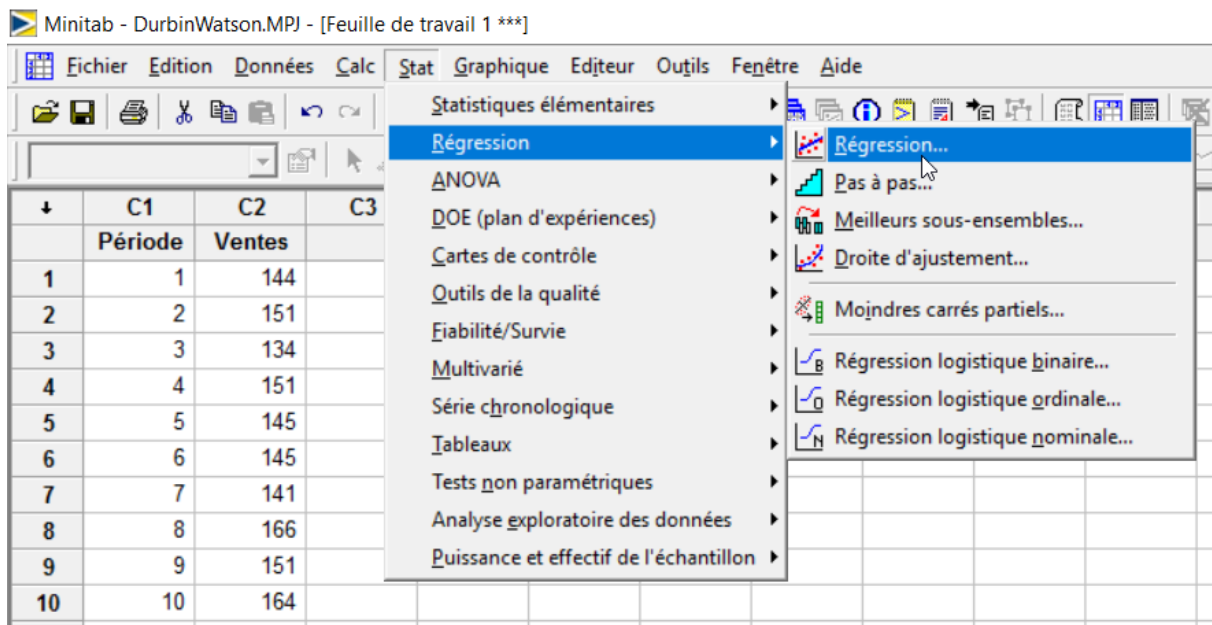 Minitab - DurbinWatson.MPJ - [Feuille de travail 1 ***]
Fichier Edition Données Calc Stat Graphique Editeur Outils Fenêtre Aide
Statistiques élémentaires
Régression
ANOVA
DOE (plan d'expériences)
Cartes de contrôle
Outils de la qualité
Fiabilité/Survie
Multivarié
Série chronologique
Tableaux
Tests non paramétriques
Analyse exploratoire des données
Puissance et effectif de l'échantillon
Régression...
Pas à pas...
Meilleurs sous-ensembles...
Droite d'ajustement...
Moindres carrés partiels...
B Régression logistique binaire...
O Régression logistique ordinale...
N Régression logistique nominale...
C1 C2 C3
Période Ventes
1 1 144
2 2 151
3 3 134
4 4 151
5 5 145
6 6 145
7 7 141
8 8 166
9 9 151
10 10 164